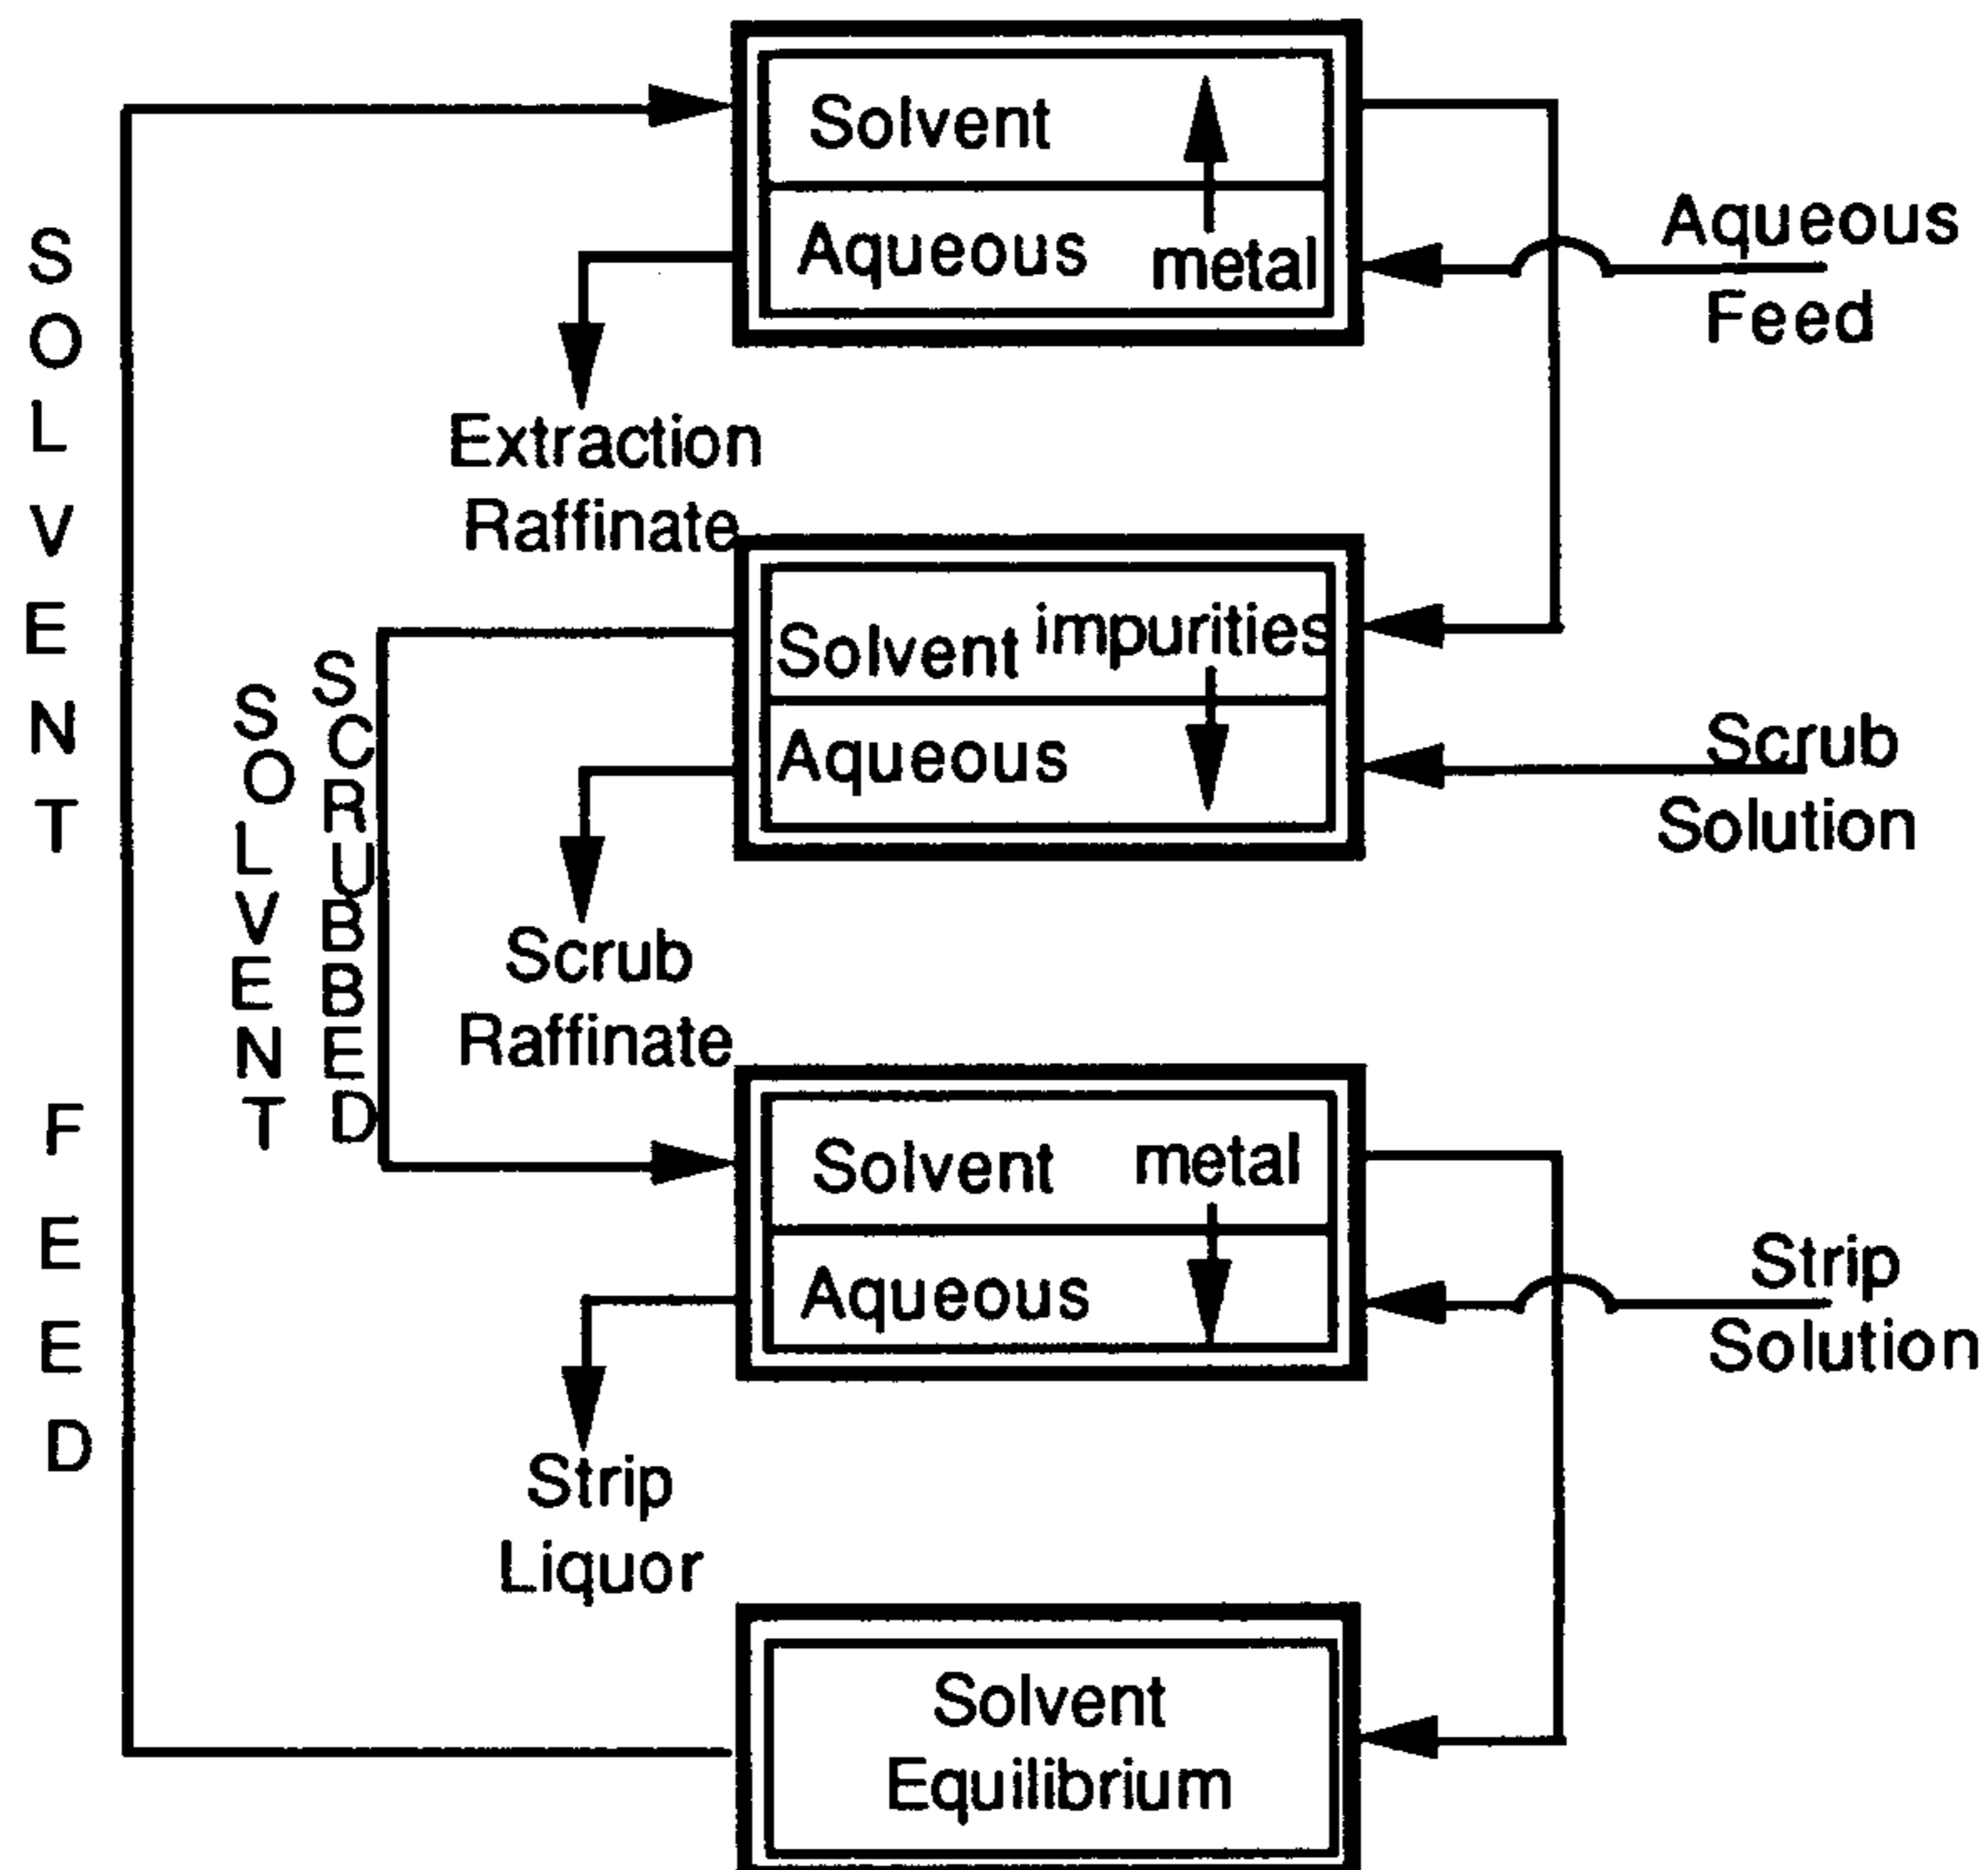 Solvent
Aqueous
metal
Aqueous
Feed
Extraction
Raffinate
Solvent
impurities
Aqueous
Scrub
Solution
Scrub
Raffinate
Solvent
metal
Aqueous
Strip
Solution
Strip
Liquor
Solvent
Equilibrium
SOLVENT FEED
SOLVENT
SCRUBBED